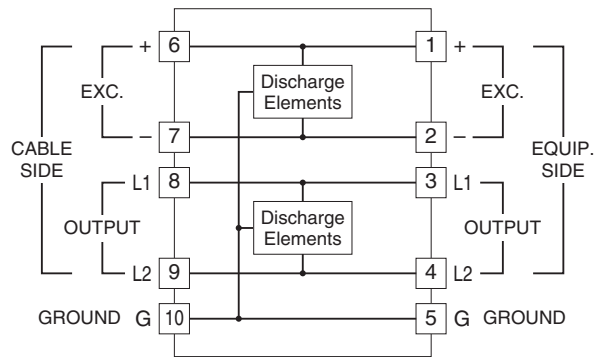 + 6 1 +
EXC. Discharge Elements EXC.
– 7 2 –
CABLE SIDE EQUIP. SIDE
L1 8 3 L1
OUTPUT Discharge Elements OUTPUT
L2 9 4 L2
GROUND G 10 5 G GROUND